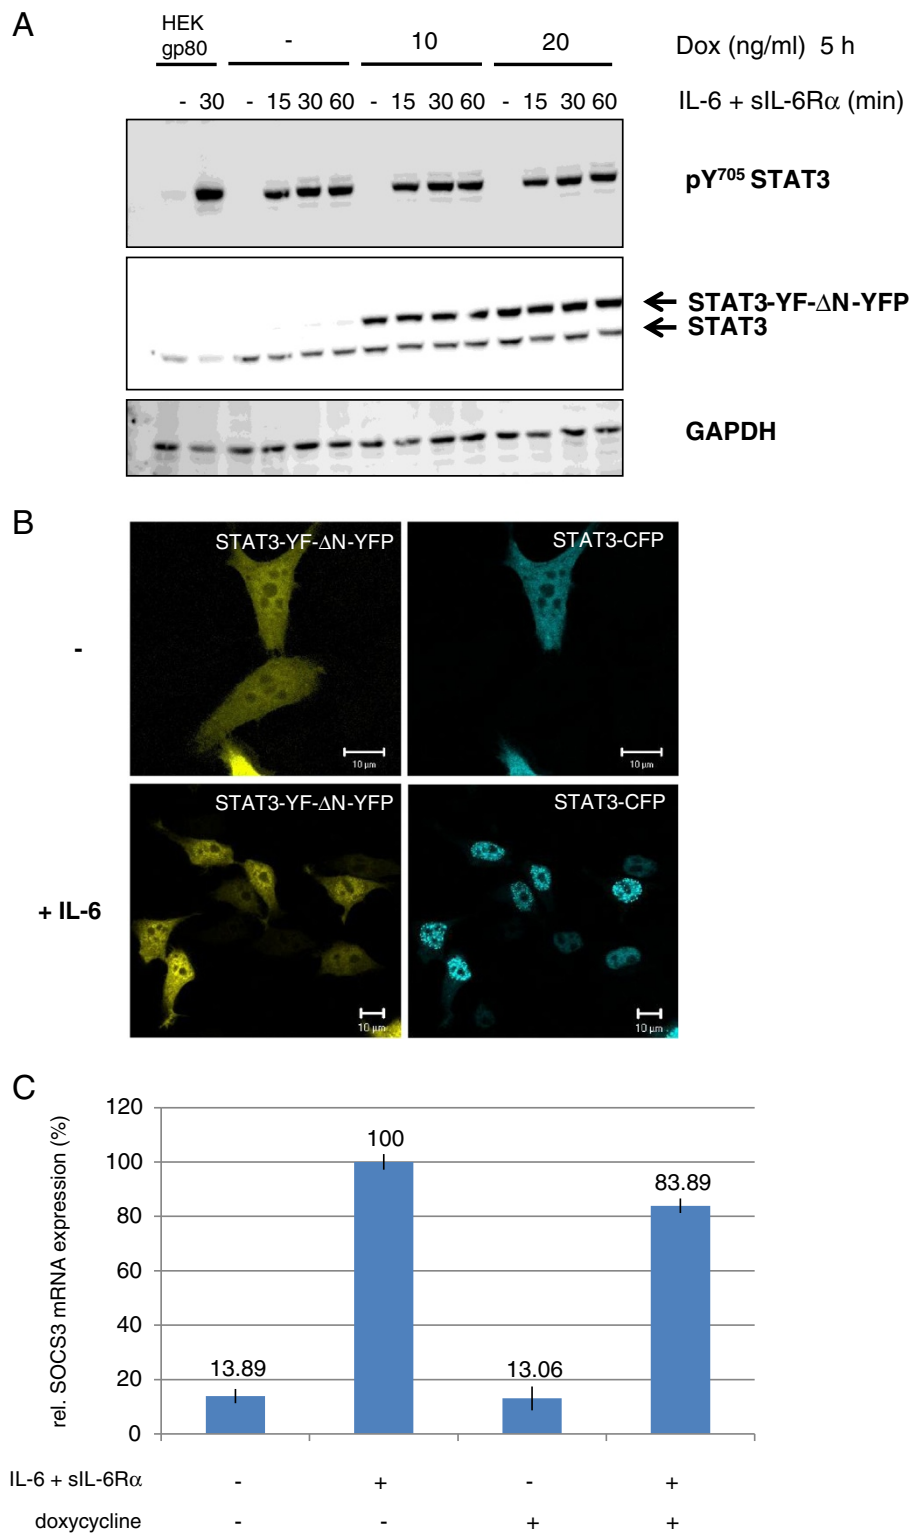 A
HEK
gp80
- 10 20 Dox (ng/ml) 5 h
- 30 - 15 30 60 - 15 30 60 - 15 30 60 IL-6 + sIL-6Rα (min)
pY⁷⁰⁵ STAT3
STAT3-YF-ΔN-YFP
STAT3
GAPDH
B
STAT3-YF-ΔN-YFP STAT3-CFP
-
10 µm 10 µm
STAT3-YF-ΔN-YFP STAT3-CFP
+ IL-6
10 µm 10 µm
C
rel. SOCS3 mRNA expression (%)
120
100
80
60
40
20
0
13.89
100
13.06
83.89
IL-6 + sIL-6Rα - + - +
doxycycline - - + +